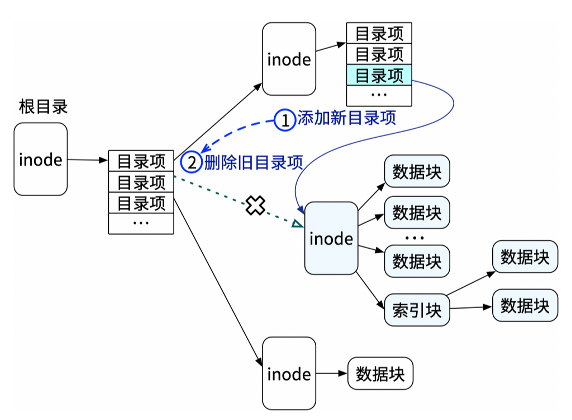 inode
目录项
目录项
目录项
…
根目录
inode
①添加新目录项
目录项
目录项
目录项
…
②删除旧目录项
inode
数据块
数据块
…
数据块
索引块
数据块
数据块
inode
数据块